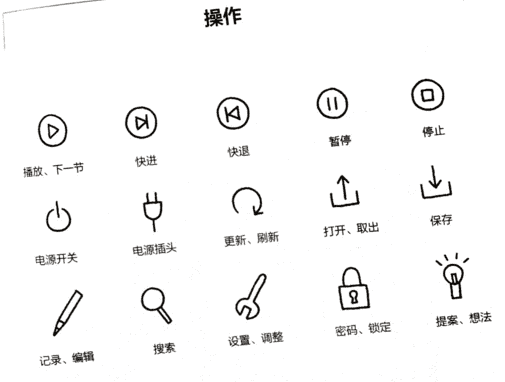 操作
播放、下一节
快进
快退
暂停
停止
电源开关
电源插头
更新、刷新
打开、取出
保存
记录、编辑
搜索
设置、调整
密码、锁定
提案、想法